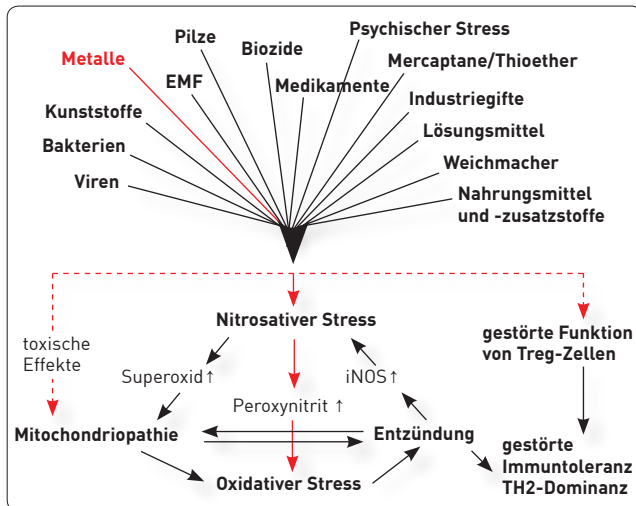 Psychischer Stress
Pilze
Biozide
Metalle
Mercaptane/Thioether
EMF
Medikamente
Industriegifte
Kunststoffe
Lösungsmittel
Bakterien
Weichmacher
Viren
Nahrungsmittel
und -zusatzstoffe
Nitrosativer Stress
gestörte Funktion
von Treg-Zellen
toxische
Effekte
Superoxid ↑
iNOS ↑
Peroxynitrit ↑
Mitochondriopathie
Entzündung
gestörte
Immuntoleranz
TH2-Dominanz
Oxidativer Stress